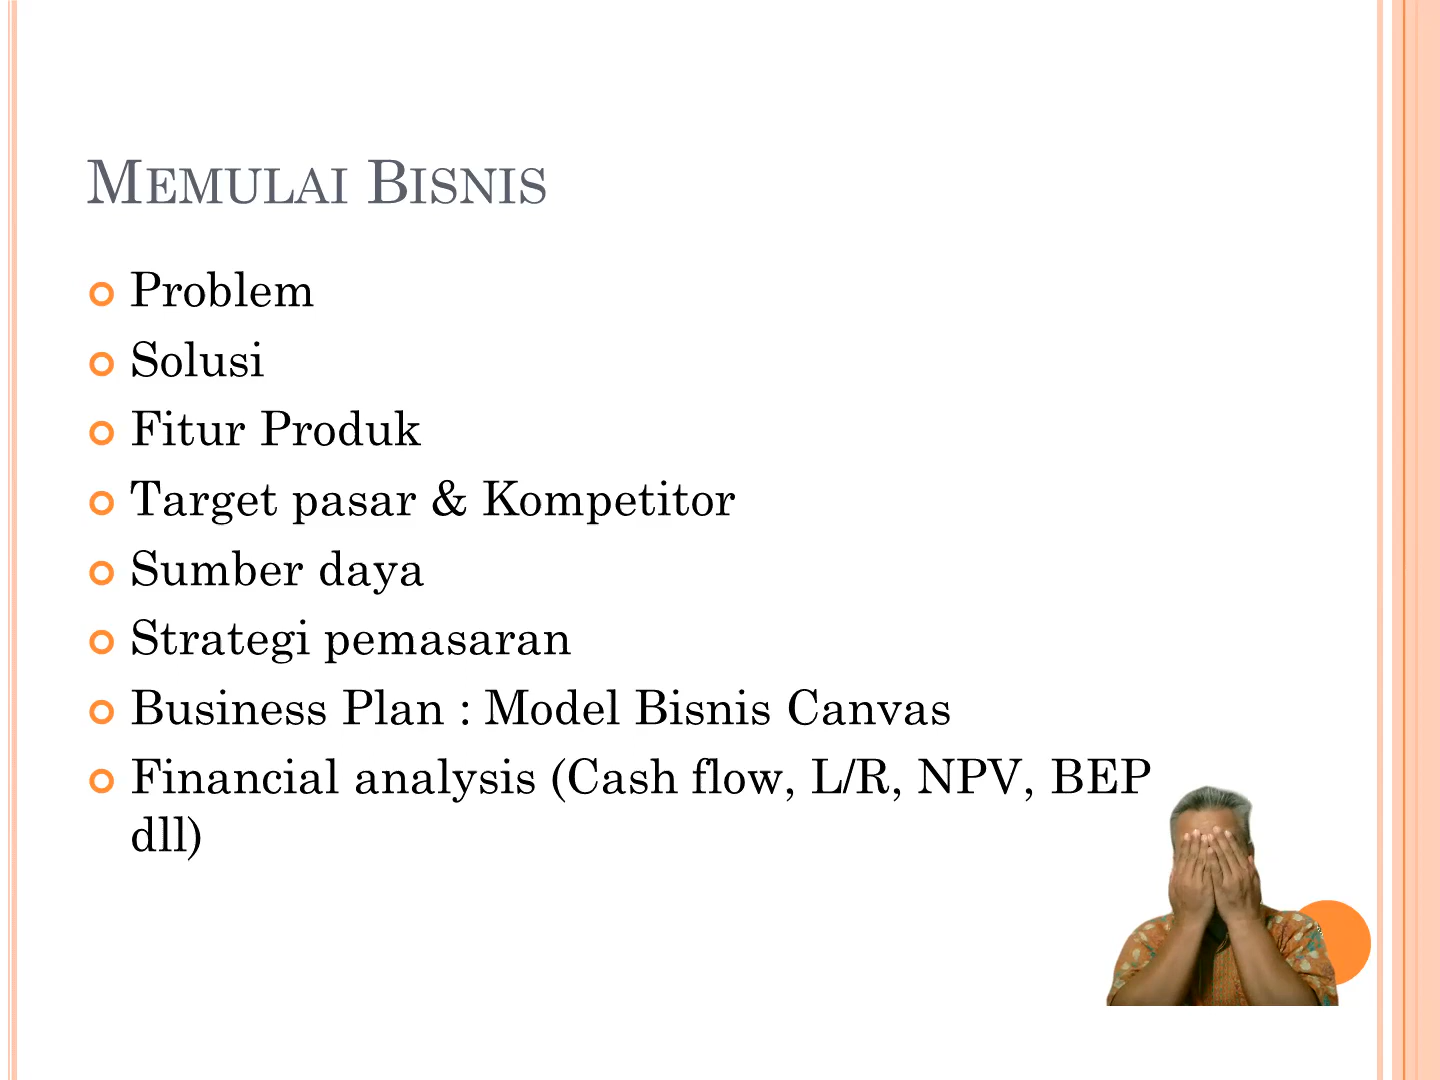 Memulai Bisnis
Problem
Solusi
Fitur Produk
Target pasar & Kompetitor
Sumber daya
Strategi pemasaran
Business Plan : Model Bisnis Canvas
Financial analysis (Cash flow, L/R, NPV, BEP
dll)